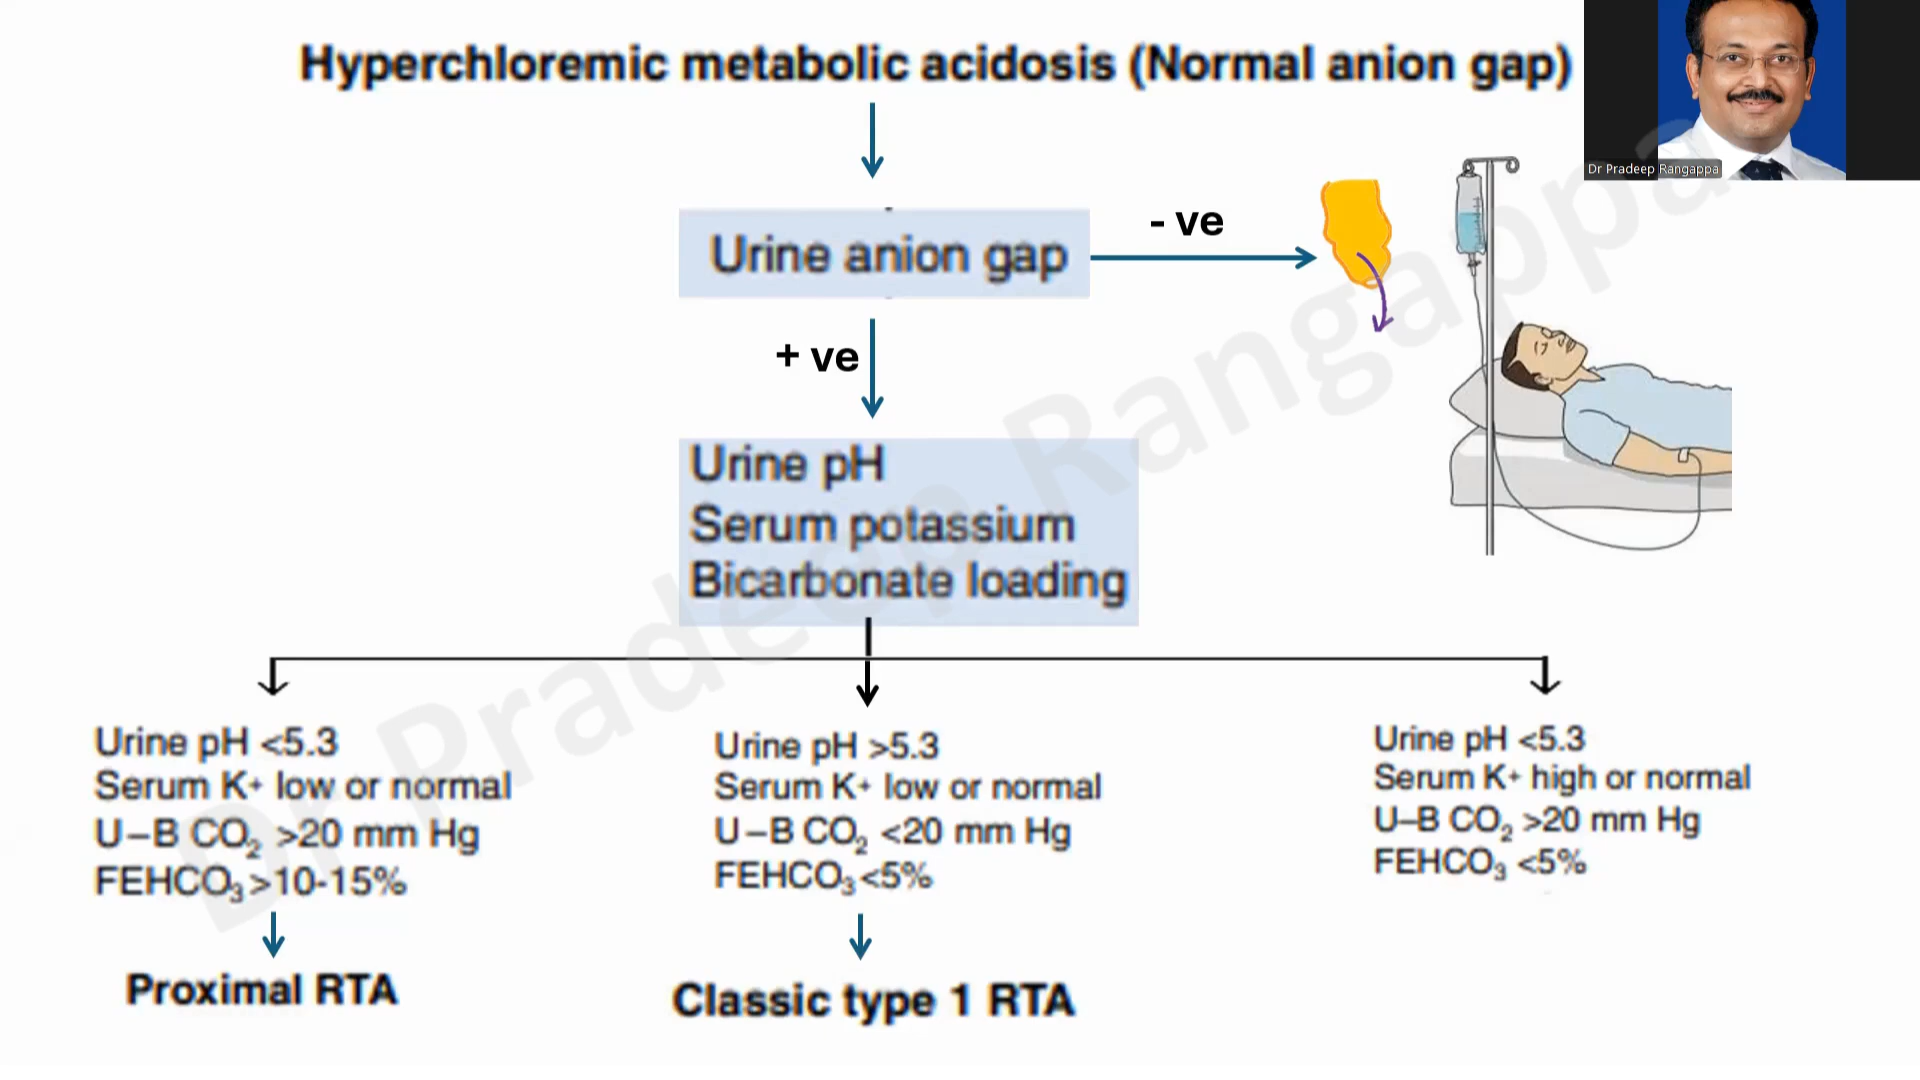 Hyperchloremic metabolic acidosis (Normal anion gap)
Dr Pradeep Rangappa
Urine anion gap
- ve
+ ve
Urine pH
Serum potassium
Bicarbonate loading
Urine pH <5.3
Serum K+ low or normal
U–B CO₂ >20 mm Hg
FEHCO₃>10-15%
Proximal RTA
Urine pH >5.3
Serum K+ low or normal
U–B CO₂ <20 mm Hg
FEHCO₃<5%
Classic type 1 RTA
Urine pH <5.3
Serum K+ high or normal
U–B CO₂ >20 mm Hg
FEHCO₃ <5%
Dr Pradeep Rangappa